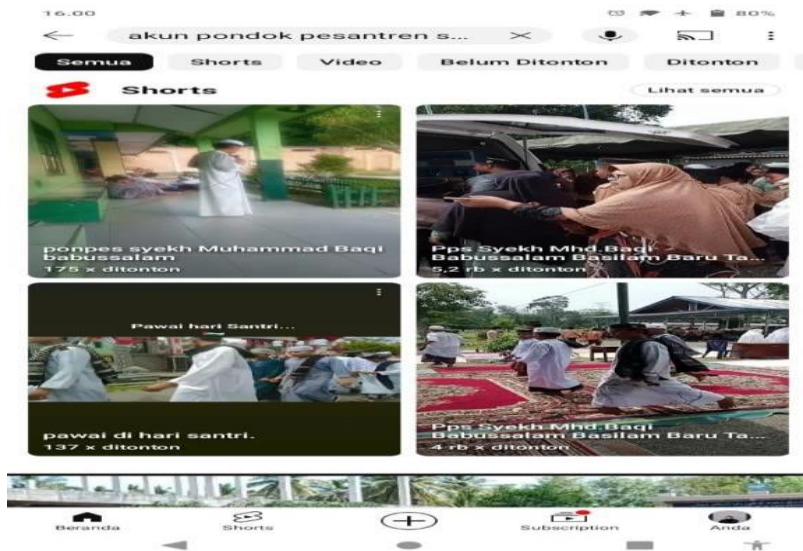 16.00
80%
akun pondok pesantren s...
Semua
Shorts
Video
Belum Ditonton
Ditonton
Shorts
Lihat semua
ponpes syekh Muhammad Baqi
babussalam
175 x ditonton
Pps Syekh Mhd.Baqi
Babussalam Basilam Baru Ta...
5,2 rb x ditonton
Pawai hari Santri...
pawai di hari santri.
137 x ditonton
Pps Syekh Mhd.Baqi
Babussalam Basilam Baru Ta...
4 rb x ditonton
Beranda
Shorts
Subscription
Anda